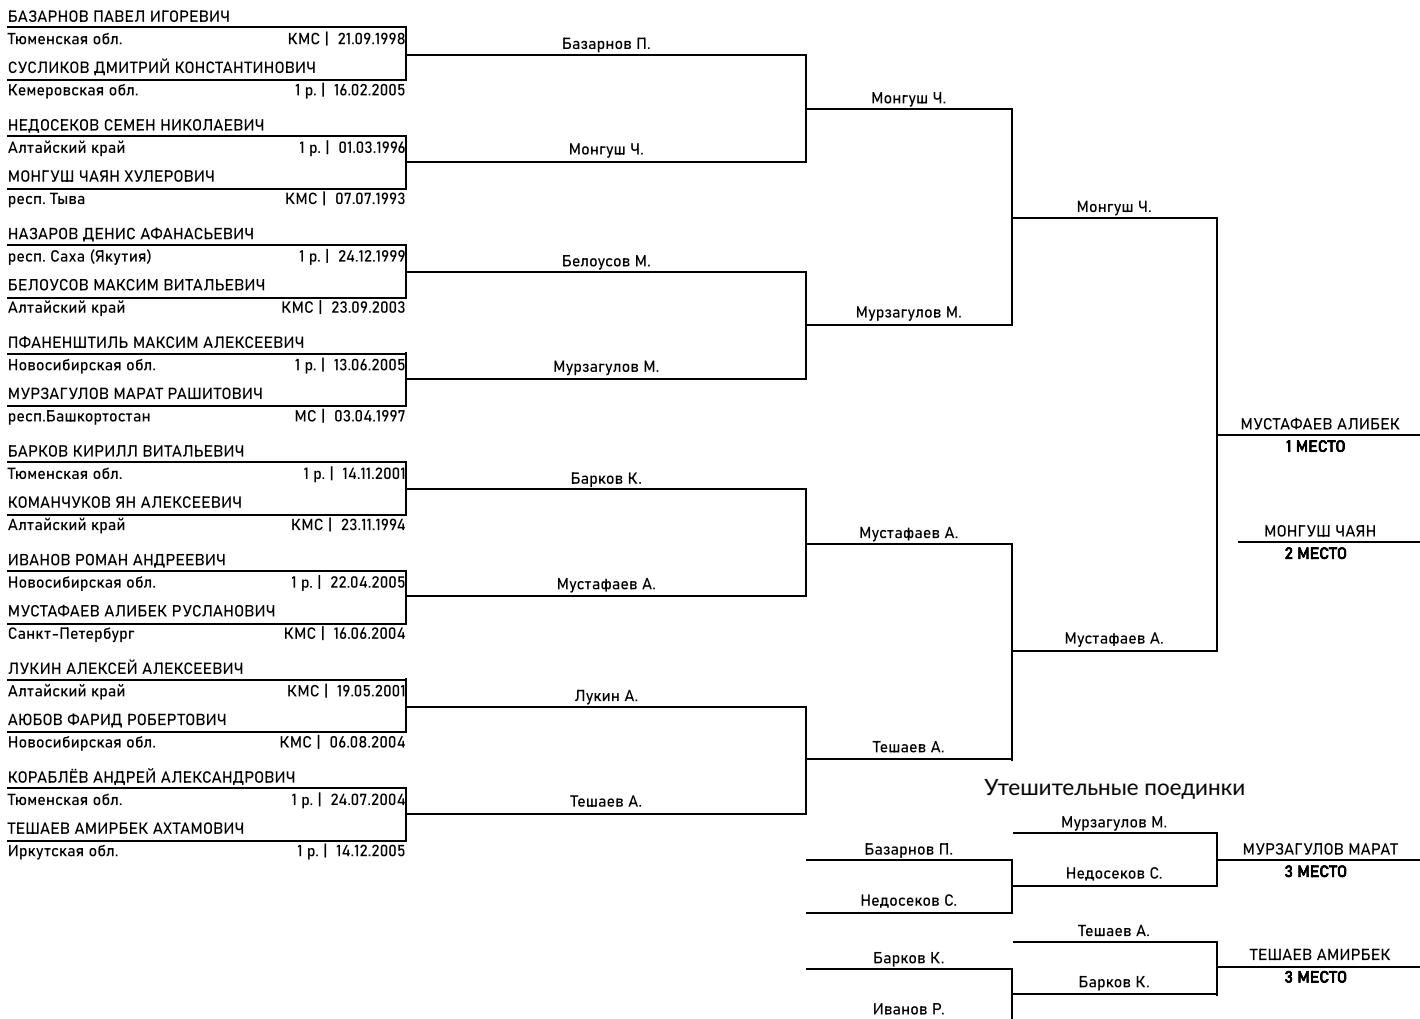 БАЗАРНОВ ПАВЕЛ ИГОРЕВИЧ
Тюменская обл. КМС | 21.09.1998
СУСЛИКОВ ДМИТРИЙ КОНСТАНТИНОВИЧ
Кемеровская обл. 1 р. | 16.02.2005
НЕДОСЕКОВ СЕМЕН НИКОЛАЕВИЧ
Алтайский край 1 р. | 01.03.1996
МОНГУШ ЧАЯН ХУЛЕРОВИЧ
респ. Тыва КМС | 07.07.1993
НАЗАРОВ ДЕНИС АФАНАСЬЕВИЧ
респ. Саха (Якутия) 1 р. | 24.12.1999
БЕЛОУСОВ МАКСИМ ВИТАЛЬЕВИЧ
Алтайский край КМС | 23.09.2003
ПФАНЕНШТИЛЬ МАКСИМ АЛЕКСЕЕВИЧ
Новосибирская обл. 1 р. | 13.06.2005
МУРЗАГУЛОВ МАРАТ РАШИТОВИЧ
респ.Башкортостан МС | 03.04.1997
БАРКОВ КИРИЛЛ ВИТАЛЬЕВИЧ
Тюменская обл. 1 р. | 14.11.2001
КОМАНЧУКОВ ЯН АЛЕКСЕЕВИЧ
Алтайский край КМС | 23.11.1994
ИВАНОВ РОМАН АНДРЕЕВИЧ
Новосибирская обл. 1 р. | 22.04.2005
МУСТАФАЕВ АЛИБЕК РУСЛАНОВИЧ
Санкт-Петербург КМС | 16.06.2004
ЛУКИН АЛЕКСЕЙ АЛЕКСЕЕВИЧ
Алтайский край КМС | 19.05.2001
АЮБОВ ФАРИД РОБЕРТОВИЧ
Новосибирская обл. КМС | 06.08.2004
КОРАБЛЁВ АНДРЕЙ АЛЕКСАНДРОВИЧ
Тюменская обл. 1 р. | 24.07.2004
ТЕШАЕВ АМИРБЕК АХТАМОВИЧ
Иркутская обл. 1 р. | 14.12.2005
Базарнов П.
Монгуш Ч.
Белоусов М.
Мурзагулов М.
Барков К.
Мустафаев А.
Лукин А.
Тешаев А.
Монгуш Ч.
Мурзагулов М.
Мустафаев А.
Тешаев А.
Монгуш Ч.
Мустафаев А.
МУСТАФАЕВ АЛИБЕК
1 МЕСТО
МОНГУШ ЧАЯН
2 МЕСТО
Утешительные поединки
Базарнов П.
Недосеков С.
Мурзагулов М.
Недосеков С.
МУРЗАГУЛОВ МАРАТ
3 МЕСТО
Барков К.
Иванов Р.
Тешаев А.
Барков К.
ТЕШАЕВ АМИРБЕК
3 МЕСТО